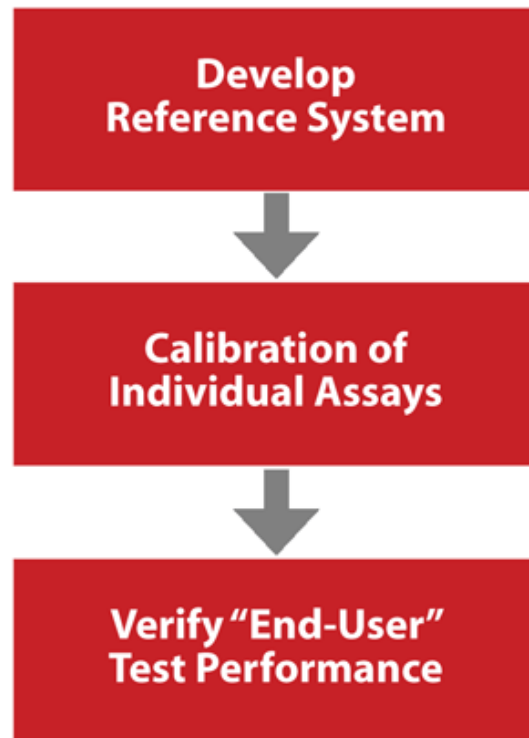 Develop
Reference System
Calibration of
Individual Assays
Verify “End-User”
Test Performance